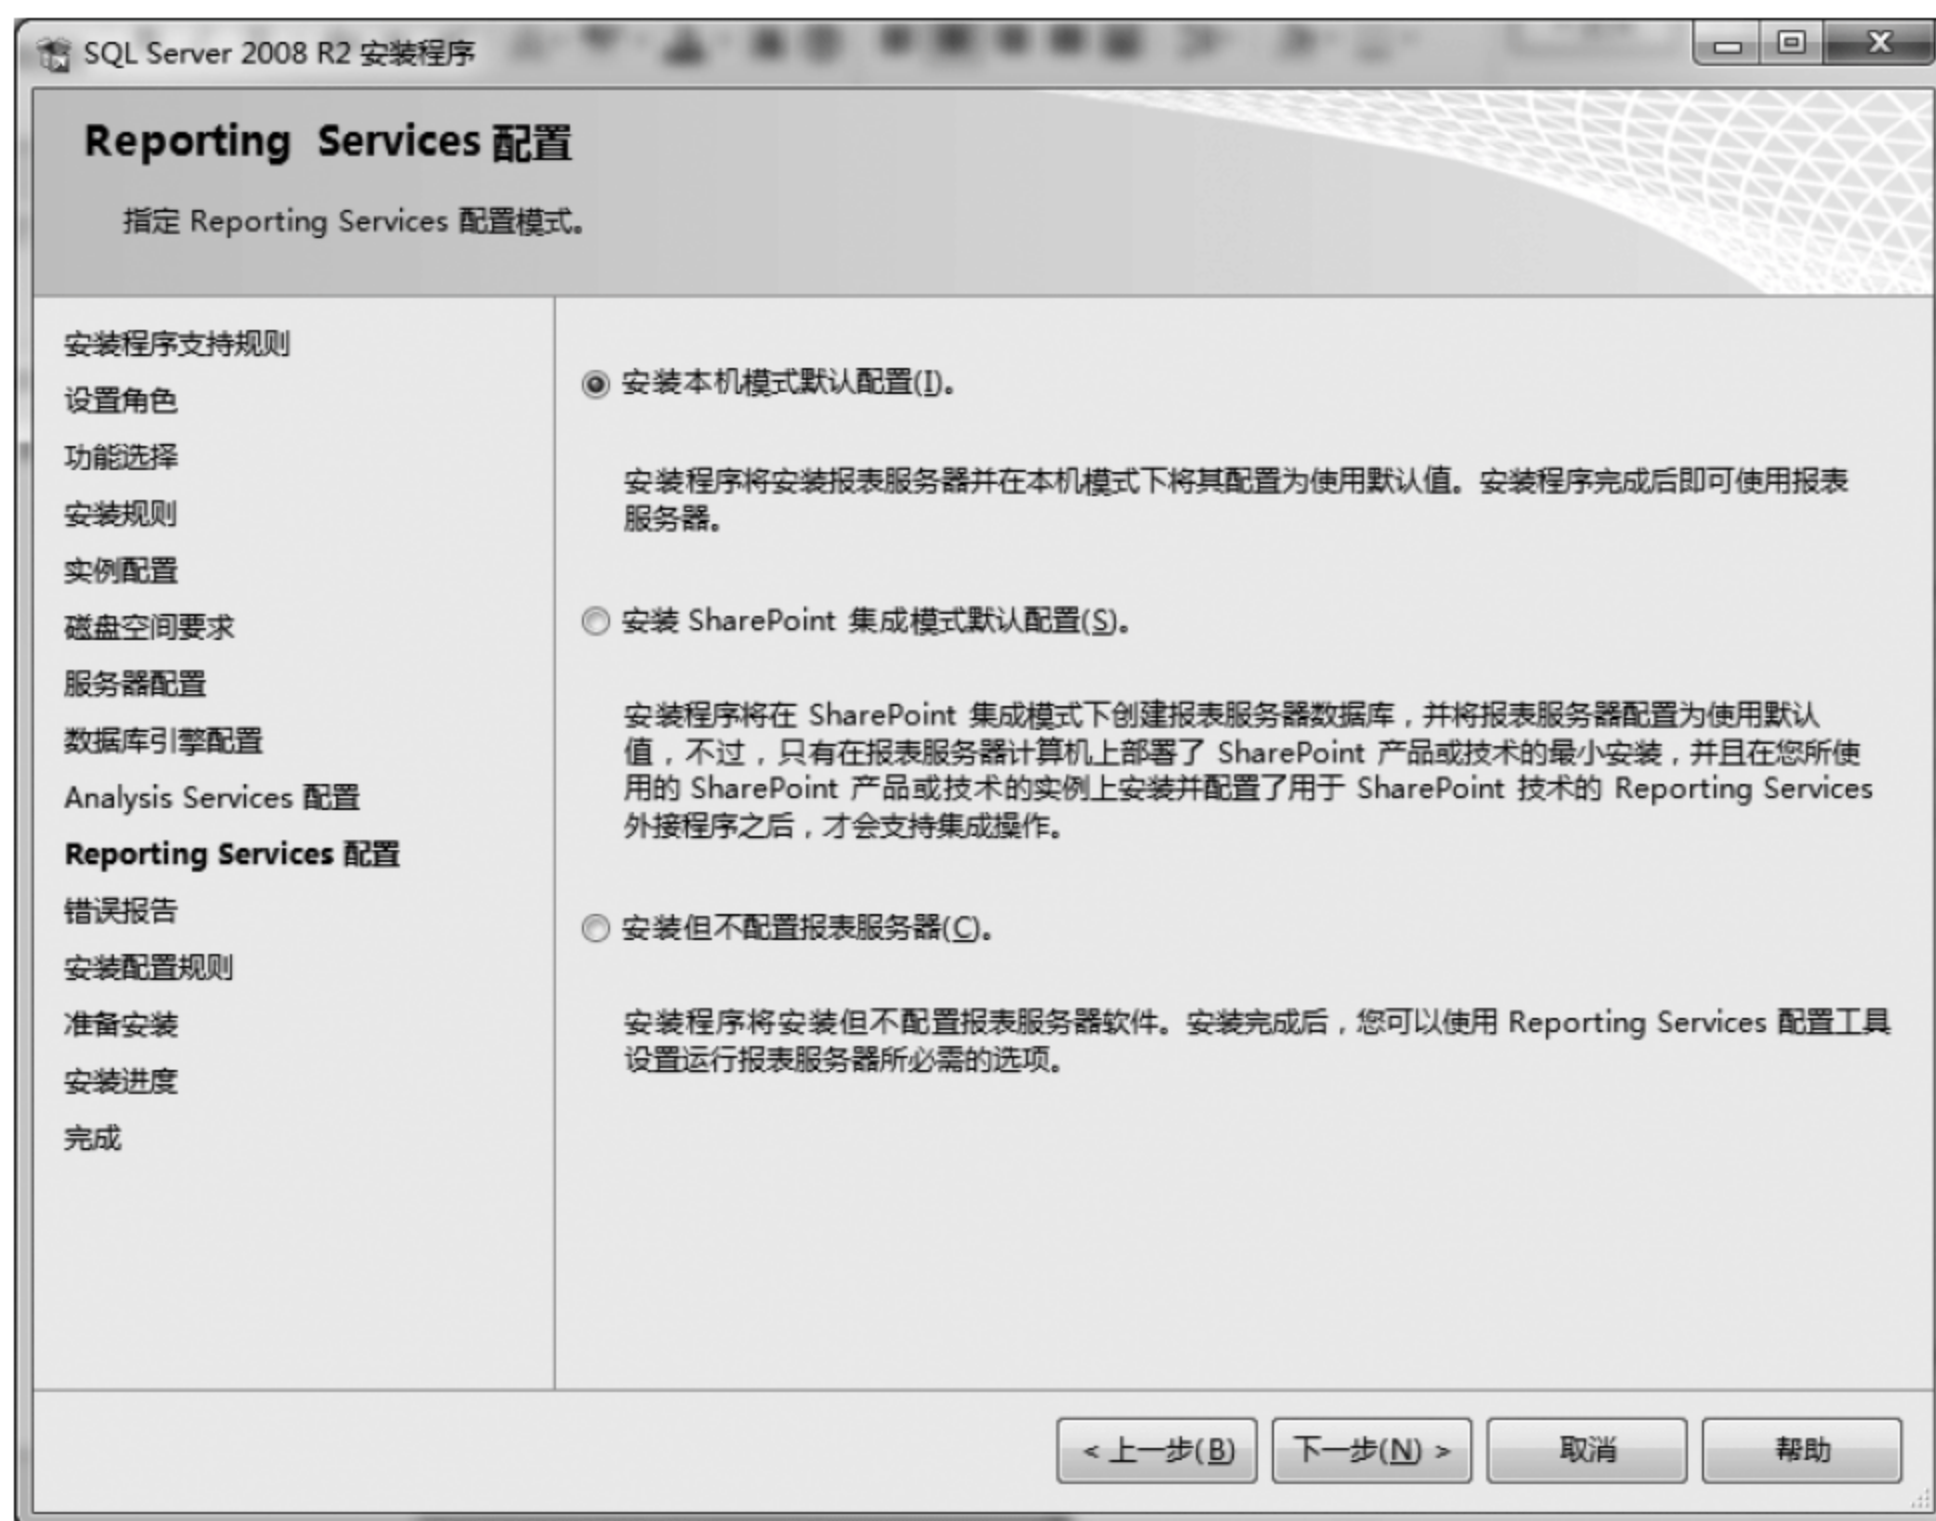 SQL Server 2008 R2 安装程序
Reporting Services 配置
指定 Reporting Services 配置模式。
安装程序支持规则
设置角色
功能选择
安装规则
实例配置
磁盘空间要求
服务器配置
数据库引擎配置
Analysis Services 配置
Reporting Services 配置
错误报告
安装配置规则
准备安装
安装进度
完成
安装本机模式默认配置(I)。
安装程序将安装报表服务器并在本机模式下将其配置为使用默认值。安装程序完成后即可使用报表
服务器。
安装 SharePoint 集成模式默认配置(S)。
安装程序将在 SharePoint 集成模式下创建报表服务器数据库，并将报表服务器配置为使用默认
值，不过，只有在报表服务器计算机上部署了 SharePoint 产品或技术的最小安装，并且在您所使
用的 SharePoint 产品或技术的实例上安装并配置了用于 SharePoint 技术的 Reporting Services
外接程序之后，才会支持集成操作。
安装但不配置报表服务器(C)。
安装程序将安装但不配置报表服务器软件。安装完成后，您可以使用 Reporting Services 配置工具
设置运行报表服务器所必需的选项。
< 上一步(B)
下一步(N) >
取消
帮助